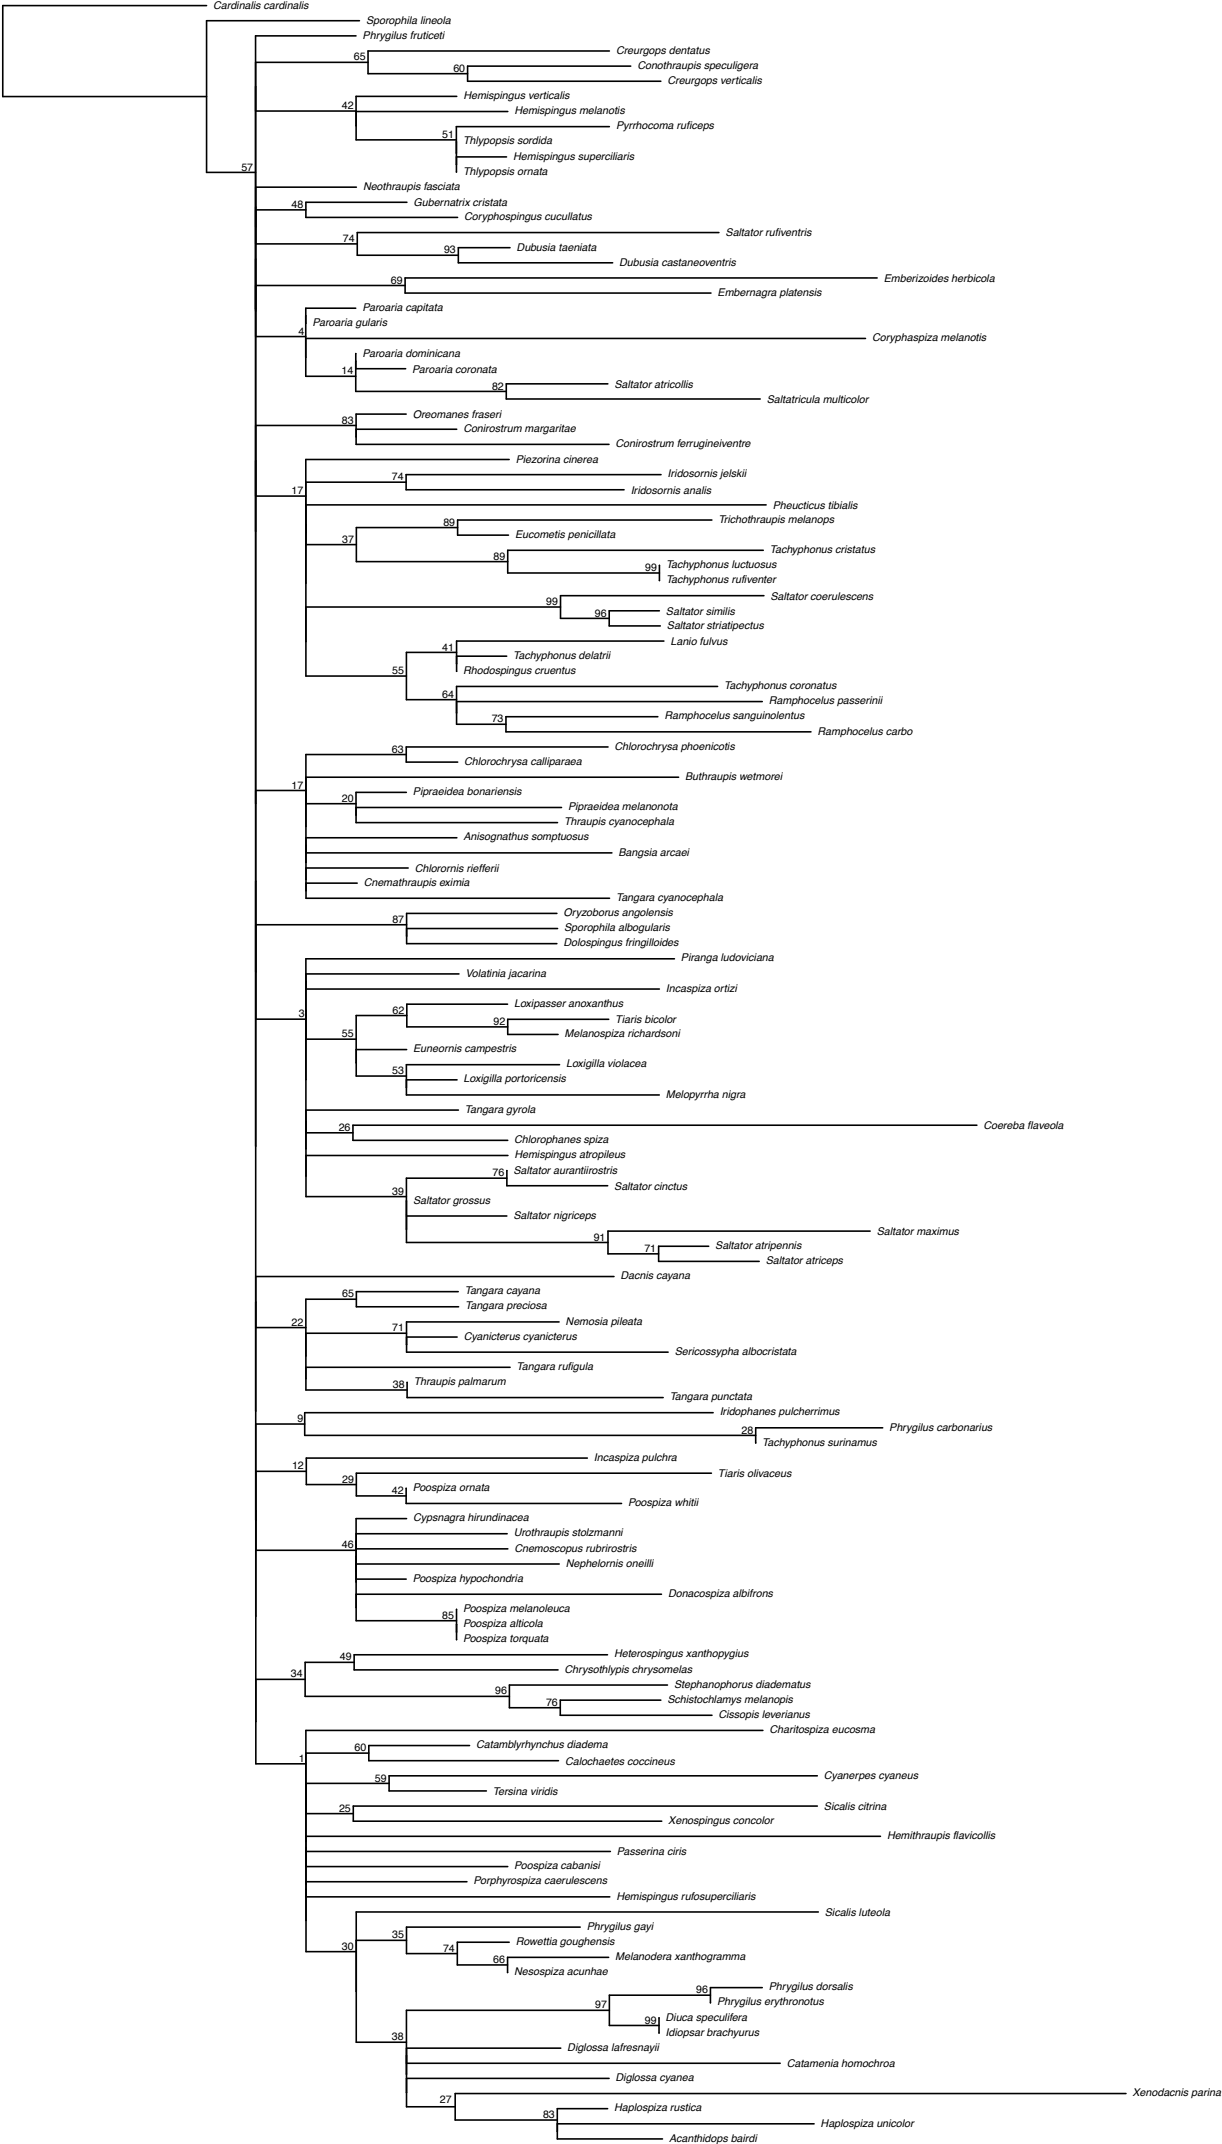 Cardinalis cardinalis
Sporophila lineola
Phrygilus fruticeti
65
Creurgops dentatus
60
Conothraupis speculigera
Creurgops verticalis
Hemispingus verticalis
42
Hemispingus melanotis
Pyrrhocoma ruficeps
51
Thlypopsis sordida
Hemispingus superciliaris
57
Thlypopsis ornata
Neothraupis fasciata
48
Gubernatrix cristata
Coryphospingus cucullatus
74
Saltator rufiventris
93
Dubusia taeniata
Dubusia castaneoventris
69
Emberizoides herbicola
Embernagra platensis
Paroaria capitata
Paroaria gularis
4
Coryphaspiza melanotis
Paroaria dominicana
14
Paroaria coronata
82
Saltator atricollis
Saltatricula multicolor
83
Oreomanes fraseri
Conirostrum margaritae
Conirostrum ferrugineiventre
Piezorina cinerea
74
Iridosornis jelskii
17
Iridosornis analis
Pheucticus tibialis
89
Trichothraupis melanops
37
Eucometis penicillata
89
Tachyphonus cristatus
99
Tachyphonus luctuosus
Tachyphonus rufiventer
99
Saltator coerulescens
96
Saltator similis
Saltator striatipectus
41
Lanio fulvus
Tachyphonus delatrii
55
Rhodospingus cruentus
64
Tachyphonus coronatus
Ramphocelus passerinii
73
Ramphocelus sanguinolentus
Ramphocelus carbo
63
Chlorochrysa phoenicotis
Chlorochrysa calliparaea
17
Buthraupis wetmorei
20
Pipraeidea bonariensis
Pipraeidea melanonota
Thraupis cyanocephala
Anisognathus somptuosus
Bangsia arcaei
Chlorornis riefferii
Cnemathraupis eximia
Tangara cyanocephala
87
Oryzoborus angolensis
Sporophila albogularis
Dolospingus fringilloides
Piranga ludoviciana
Volatinia jacarina
Incaspiza ortizi
3
62
Loxipasser anoxanthus
92
Tiaris bicolor
55
Melanospiza richardsoni
Euneornis campestris
53
Loxigilla violacea
Loxigilla portoricensis
Melopyrrha nigra
Tangara gyrola
26
Coereba flaveola
Chlorophanes spiza
Hemispingus atropileus
76
Saltator aurantiirostris
39
Saltator cinctus
Saltator grossus
Saltator nigriceps
91
Saltator maximus
71
Saltator atripennis
Saltator atriceps
Dacnis cayana
65
Tangara cayana
Tangara preciosa
22
71
Nemosia pileata
Cyanicterus cyanicterus
Sericossypha albocristata
Tangara rufigula
38
Thraupis palmarum
Tangara punctata
9
Iridophanes pulcherrimus
28
Phrygilus carbonarius
Tachyphonus surinamus
12
Incaspiza pulchra
29
Tiaris olivaceus
42
Poospiza ornata
Poospiza whitii
Cypsnagra hirundinacea
Urothraupis stolzmanni
46
Cnemoscopus rubrirostris
Nephelornis oneilli
Poospiza hypochondria
Donacospiza albifrons
85
Poospiza melanoleuca
Poospiza alticola
Poospiza torquata
49
Heterospingus xanthopygius
34
Chrysothlypis chrysomelas
96
Stephanophorus diadematus
76
Schistochlamys melanopis
Cissopis leverianus
Charitospiza eucosma
60
Catamblyrhynchus diadema
1
Calochaetes coccineus
59
Cyanerpes cyaneus
Tersina viridis
25
Sicalis citrina
Xenospingus concolor
Hemithraupis flavicollis
Passerina ciris
Poospiza cabanisi
Porphyrospiza caerulescens
Hemispingus rufosuperciliaris
Sicalis luteola
35
Phrygilus gayi
30
74
Rowettia goughensis
66
Melanodera xanthogramma
Nesospiza acunhae
96
Phrygilus dorsalis
97
Phrygilus erythronotus
99
Diuca speculifera
38
Idiopsar brachyurus
Diglossa lafresnayii
Catamenia homochroa
Diglossa cyanea
27
Xenodacnis parina
83
Haplospiza rustica
Haplospiza unicolor
Acanthidops bairdi